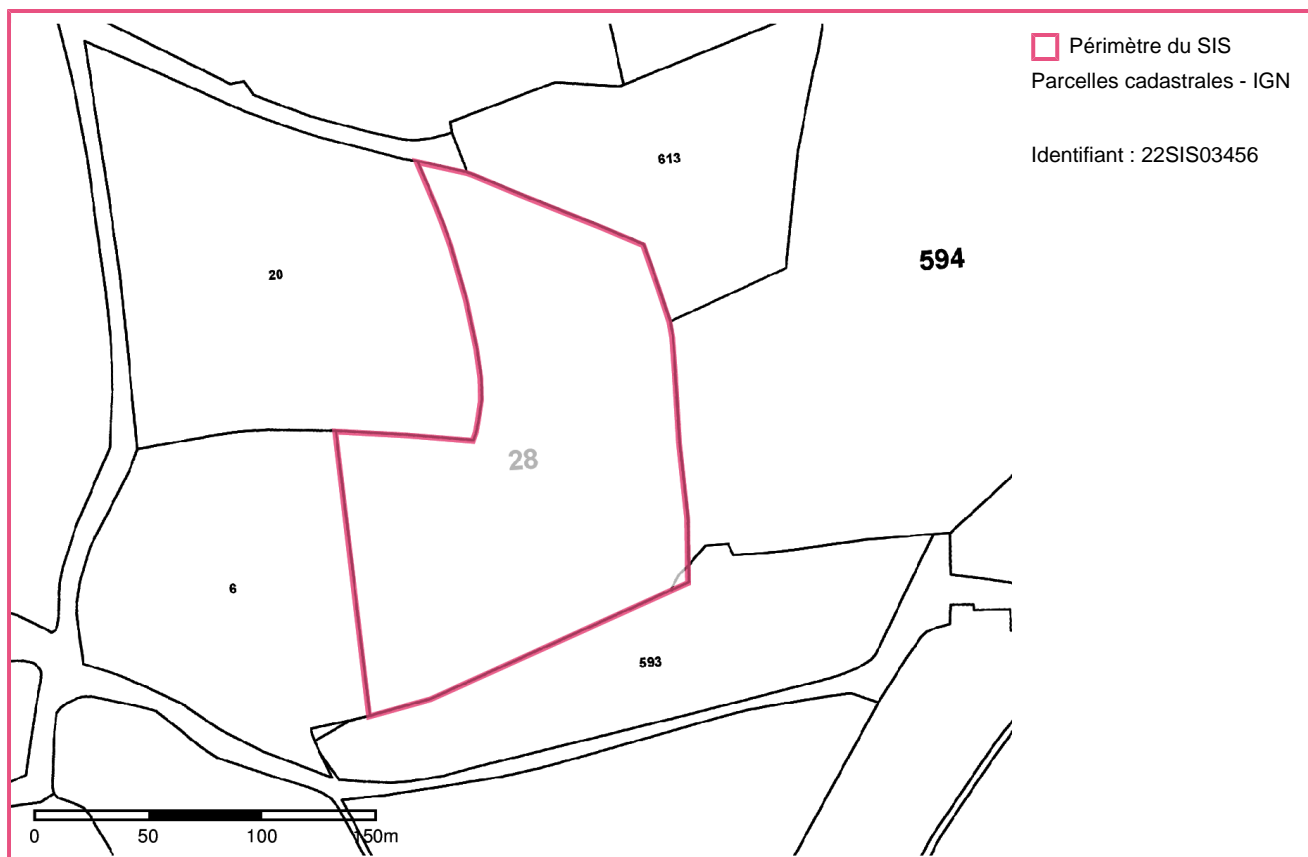 Périmètre du SIS
Parcelles cadastrales - IGN
Identifiant : 22SIS03456
613
594
20
28
6
593
0 50 100 150m